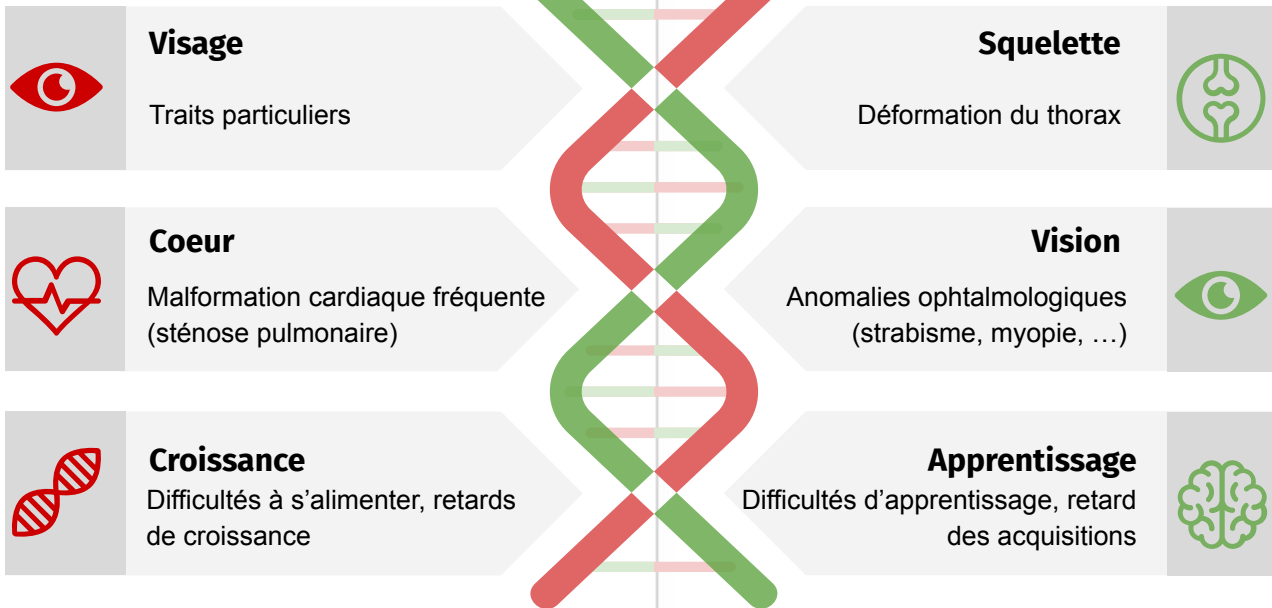 Visage
Traits particuliers
Squelette
Déformation du thorax
Coeur
Malformation cardiaque fréquente
(sténose pulmonaire)
Vision
Anomalies ophtalmologiques
(strabisme, myopie, …)
Croissance
Difficultés à s’alimenter, retards
de croissance
Apprentissage
Difficultés d’apprentissage, retard
des acquisitions